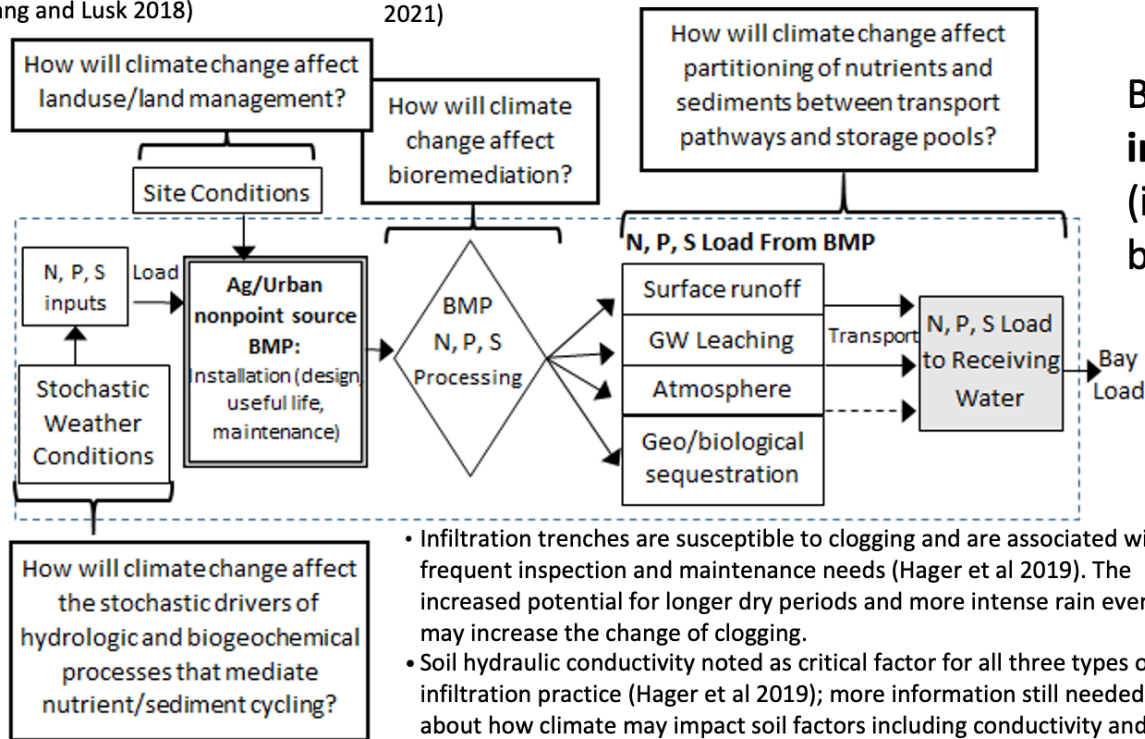 ang and Lusk 2018)
2021)
How will climate change affect
landuse/land management?
How will climate
change affect
bioremediation?
How will climate change affect
partitioning of nutrients and
sediments between transport
pathways and storage pools?
B
in
(i
b
Site Conditions
N, P, S
inputs
Load
Stochastic
Weather
Conditions
Ag/Urban
nonpoint source
BMP:
Installation (design,
useful life,
maintenance)
BMP
N, P, S
Processing
N, P, S Load From BMP
Surface runoff
GW Leaching
Atmosphere
Geo/biological
sequestration
Transport
N, P, S Load
to Receiving
Water
Bay
Load
How will climate change affect
the stochastic drivers of
hydrologic and biogeochemical
processes that mediate
nutrient/sediment cycling?
• Infiltration trenches are susceptible to clogging and are associated wi
frequent inspection and maintenance needs (Hager et al 2019). The
increased potential for longer dry periods and more intense rain even
may increase the change of clogging.
• Soil hydraulic conductivity noted as critical factor for all three types o
infiltration practice (Hager et al 2019); more information still needed
about how climate may impact soil factors including conductivity and